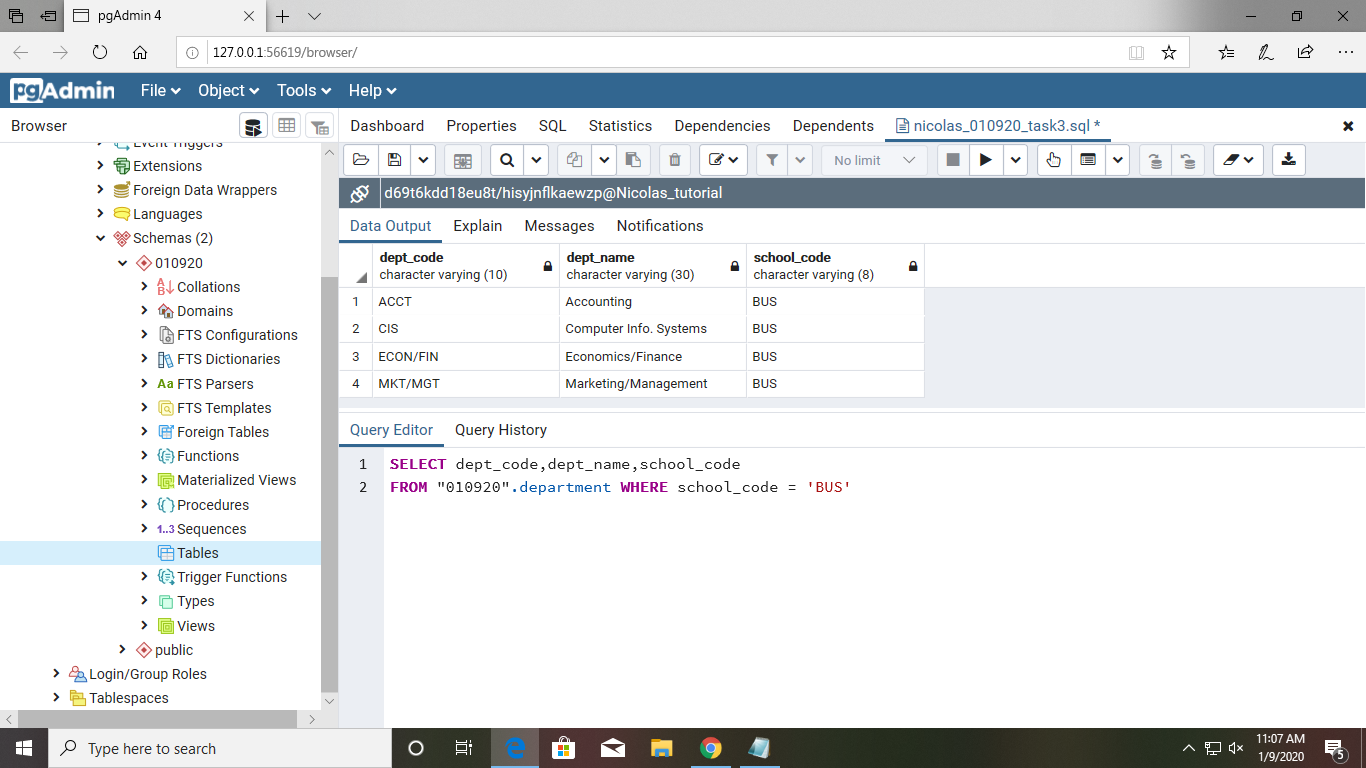 pgAdmin 4
127.0.0.1:56619/browser/
pgAdmin File Object Tools Help
Browser
Dashboard Properties SQL Statistics Dependencies Dependents nicolas_010920_task3.sql *
No limit
d69t6kdd18eu8t/hisyjnflkaewzp@Nicolas_tutorial
Event Triggers
Extensions
Foreign Data Wrappers
Languages
Schemas (2)
010920
Collations
Domains
FTS Configurations
FTS Dictionaries
Aa FTS Parsers
FTS Templates
Foreign Tables
Functions
Materialized Views
Procedures
1..3 Sequences
Tables
Trigger Functions
Types
Views
public
Login/Group Roles
Tablespaces
Data Output Explain Messages Notifications
dept_code dept_name school_code
character varying (10) character varying (30) character varying (8)
1 ACCT Accounting BUS
2 CIS Computer Info. Systems BUS
3 ECON/FIN Economics/Finance BUS
4 MKT/MGT Marketing/Management BUS
Query Editor Query History
1 SELECT dept_code,dept_name,school_code
2 FROM "010920".department WHERE school_code = 'BUS'
Type here to search
11:07 AM
1/9/2020
5